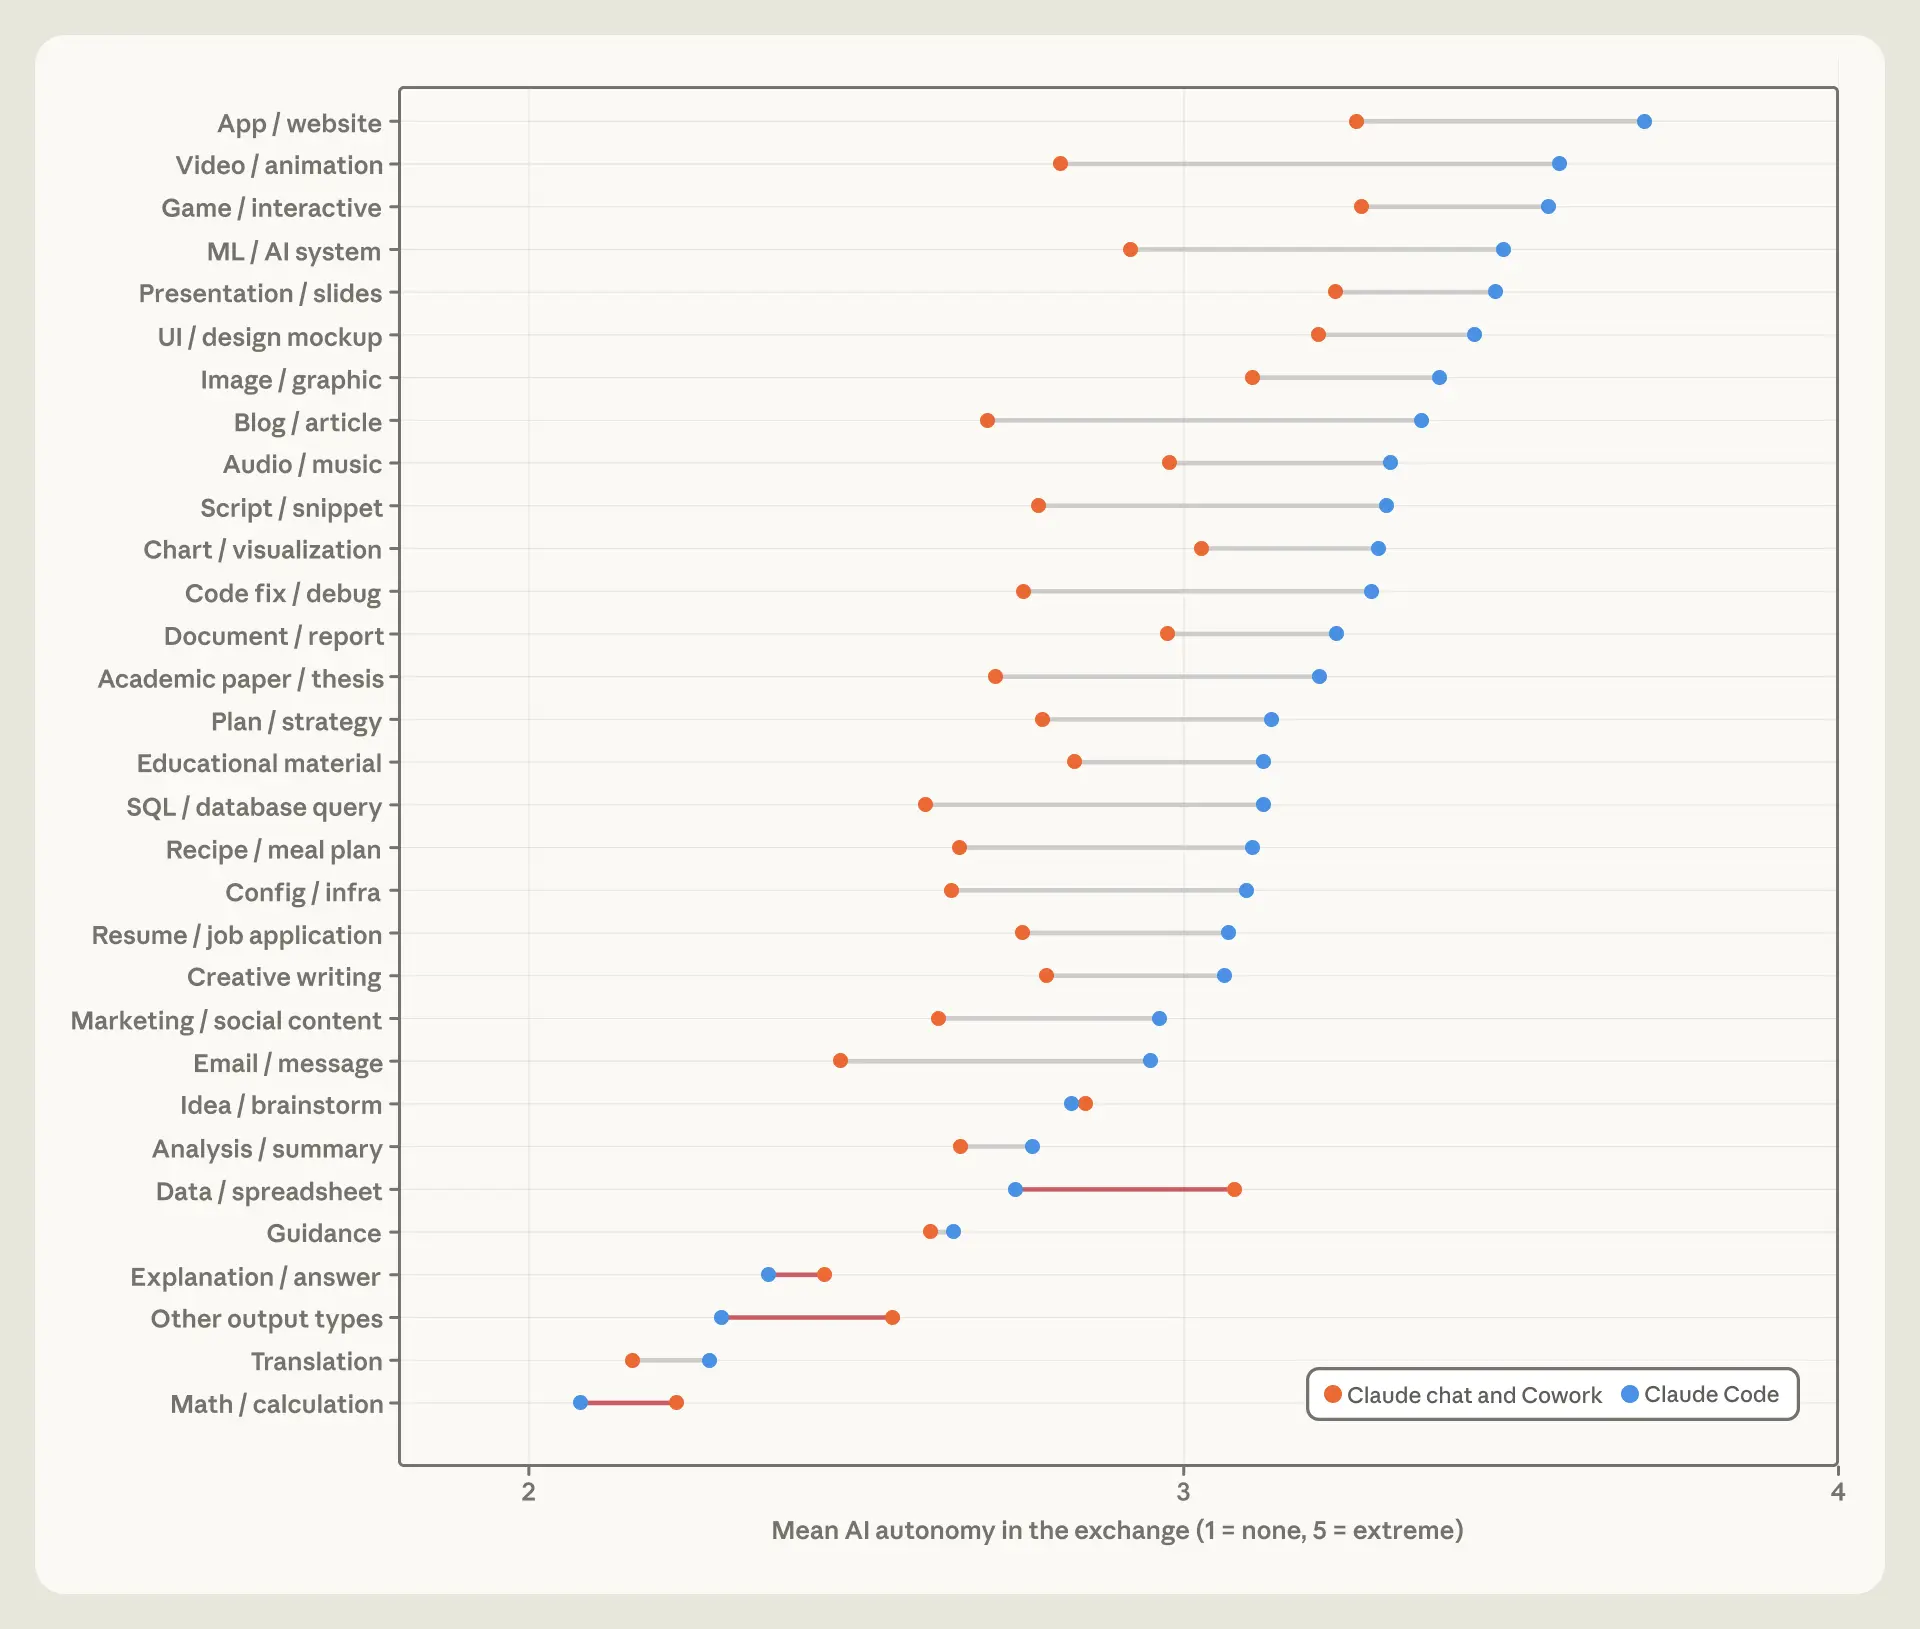 App / website
Video / animation
Game / interactive
ML / AI system
Presentation / slides
UI / design mockup
Image / graphic
Blog / article
Audio / music
Script / snippet
Chart / visualization
Code fix / debug
Document / report
Academic paper / thesis
Plan / strategy
Educational material
SQL / database query
Recipe / meal plan
Config / infra
Resume / job application
Creative writing
Marketing / social content
Email / message
Idea / brainstorm
Analysis / summary
Data / spreadsheet
Guidance
Explanation / answer
Other output types
Translation
Math / calculation
Claude chat and Cowork Claude Code
2 3 4
Mean AI autonomy in the exchange (1 = none, 5 = extreme)